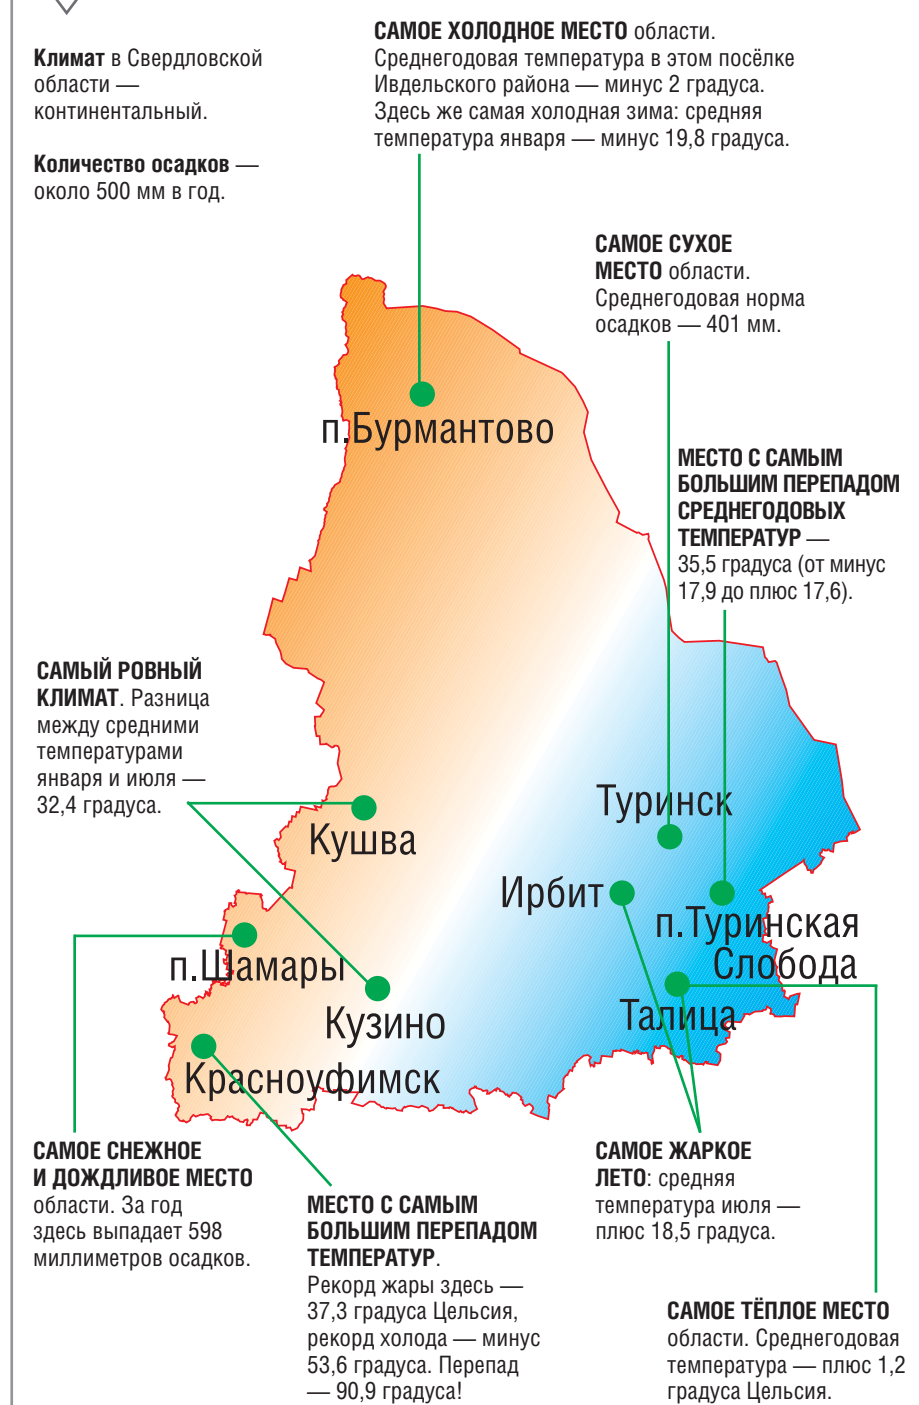 САМОЕ ХОЛОДНОЕ МЕСТО области.
Среднегодовая температура в этом посёлке
Ивдельского района — минус 2 градуса.
Здесь же самая холодная зима: средняя
температура января — минус 19,8 градуса.
Климат в Свердловской
области —
континентальный.
Количество осадков —
около 500 мм в год.
САМОЕ СУХОЕ
МЕСТО области.
Среднегодовая норма
осадков — 401 мм.
п.Бурмантово
МЕСТО С САМЫМ
БОЛЬШИМ ПЕРЕПАДОМ
СРЕДНЕГОДОВЫХ
ТЕМПЕРАТУР —
35,5 градуса (от минус
17,9 до плюс 17,6).
САМЫЙ РОВНЫЙ
КЛИМАТ. Разница
между средними
температурами
января и июля —
32,4 градуса.
Туринск
Кушва
Ирбит
п.Туринская
Слобода
п.Шамары
Талица
Кузино
Красноуфимск
САМОЕ СНЕЖНОЕ
И ДОЖДЛИВОЕ МЕСТО
области. За год
здесь выпадает 598
миллиметров осадков.
МЕСТО С САМЫМ
БОЛЬШИМ ПЕРЕПАДОМ
ТЕМПЕРАТУР.
Рекорд жары здесь —
37,3 градуса Цельсия,
рекорд холода — минус
53,6 градуса. Перепад
— 90,9 градуса!
САМОЕ ЖАРКОЕ
ЛЕТО: средняя
температура июля —
плюс 18,5 градуса.
САМОЕ ТЁПЛОЕ МЕСТО
области. Среднегодовая
температура — плюс 1,2
градуса Цельсия.